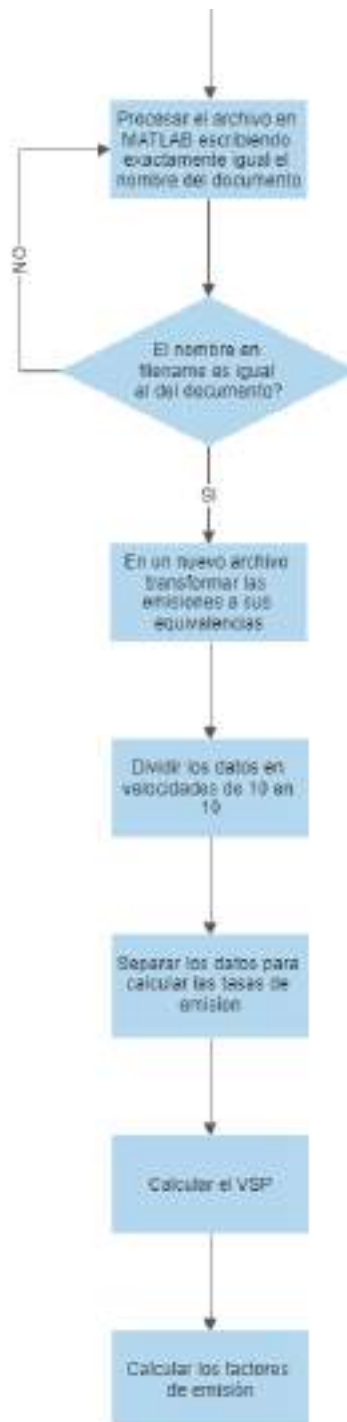 Procesar el archivo en
MATLAB escribiendo
exactamente igual el
nombre del documento
NO
El nombre en
filename es igual
al del documento?
SI
En un nuevo archivo
transformar las
emisiones a sus
equivalencias
Dividir los datos en
velocidades de 10 en
10
Separar los datos para
calcular las tasas de
emision
Calcular el VSP
Calcular los factores
de emisión